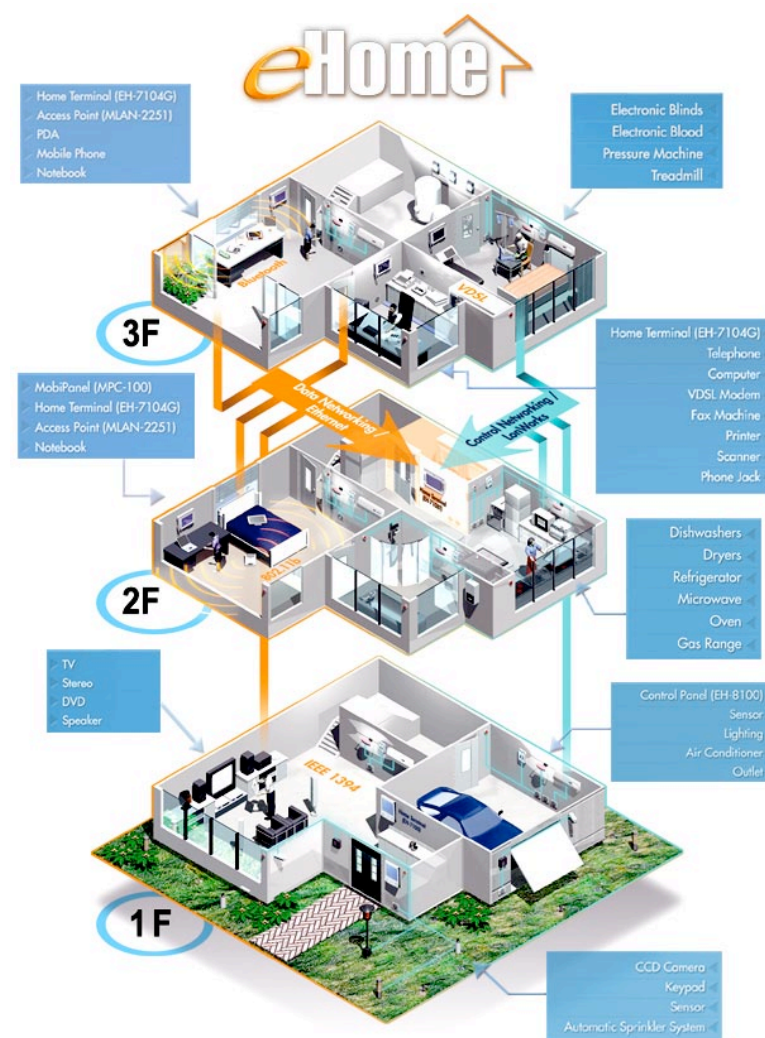 eHome
Home Terminal (EH-7104G)
Access Point (MLAN-2251)
PDA
Mobile Phone
Notebook
Electronic Blinds
Electronic Blood
Pressure Machine
Treadmill
Bluetooth
VDSL
3F
Home Terminal (EH-7104G)
Telephone
Computer
VDSL Modem
Fax Machine
Printer
Scanner
Phone Jack
Data Networking /
Ethernet
Control Networking /
LonWorks
MobiPanel (MPC-100)
Home Terminal (EH-7104G)
Access Point (MLAN-2251)
Notebook
Home Terminal
802.11b
2F
Dishwashers
Dryers
Refrigerator
Microwave
Oven
Gas Range
TV
Stereo
DVD
Speaker
Control Panel (EH-8100)
Sensor
Lighting
Air Conditioner
Outlet
IEEE 1394
Home Terminal
1F
CCD Camera
Keypad
Sensor
Automatic Sprinkler System